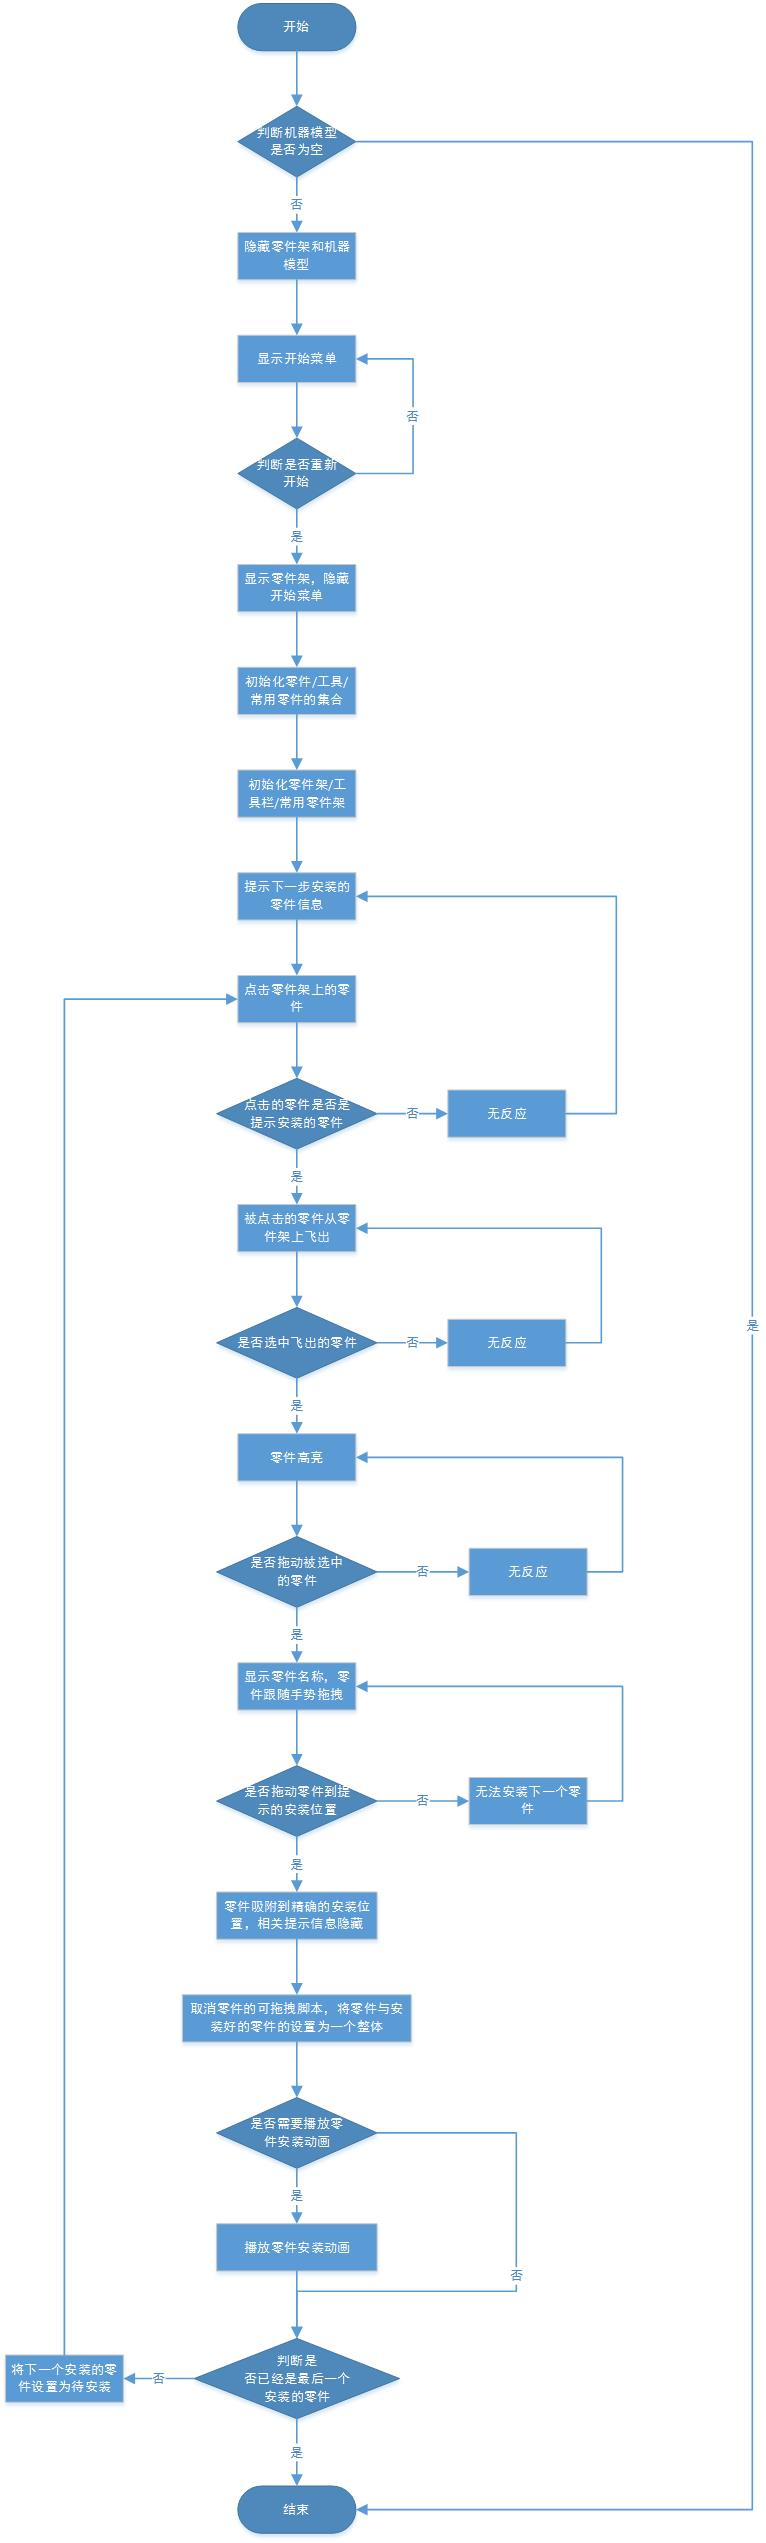 开始
判断机器模型
是否为空
否
隐藏零件架和机器
模型
显示开始菜单
否
判断是否重新
开始
是
显示零件架，隐藏
开始菜单
初始化零件/工具/
常用零件的集合
初始化零件架/工
具栏/常用零件架
提示下一步安装的
零件信息
点击零件架上的零
件
点击的零件是否是
提示安装的零件
否
无反应
是
被点击的零件从零
件架上飞出
是
是否选中飞出的零件
否
无反应
是
零件高亮
是否拖动被选中
的零件
否
无反应
是
显示零件名称，零
件跟随手势拖拽
是否拖动零件到提
示的安装位置
否
无法安装下一个零
件
是
零件吸附到精确的安装位
置，相关提示信息隐藏
取消零件的可拖拽脚本，将零件与安
装好的零件的设置为一个整体
是否需要播放零
件安装动画
是
播放零件安装动画
否
判断是
否已经是最后一个
安装的零件
否
将下一个安装的零
件设置为待安装
是
结束